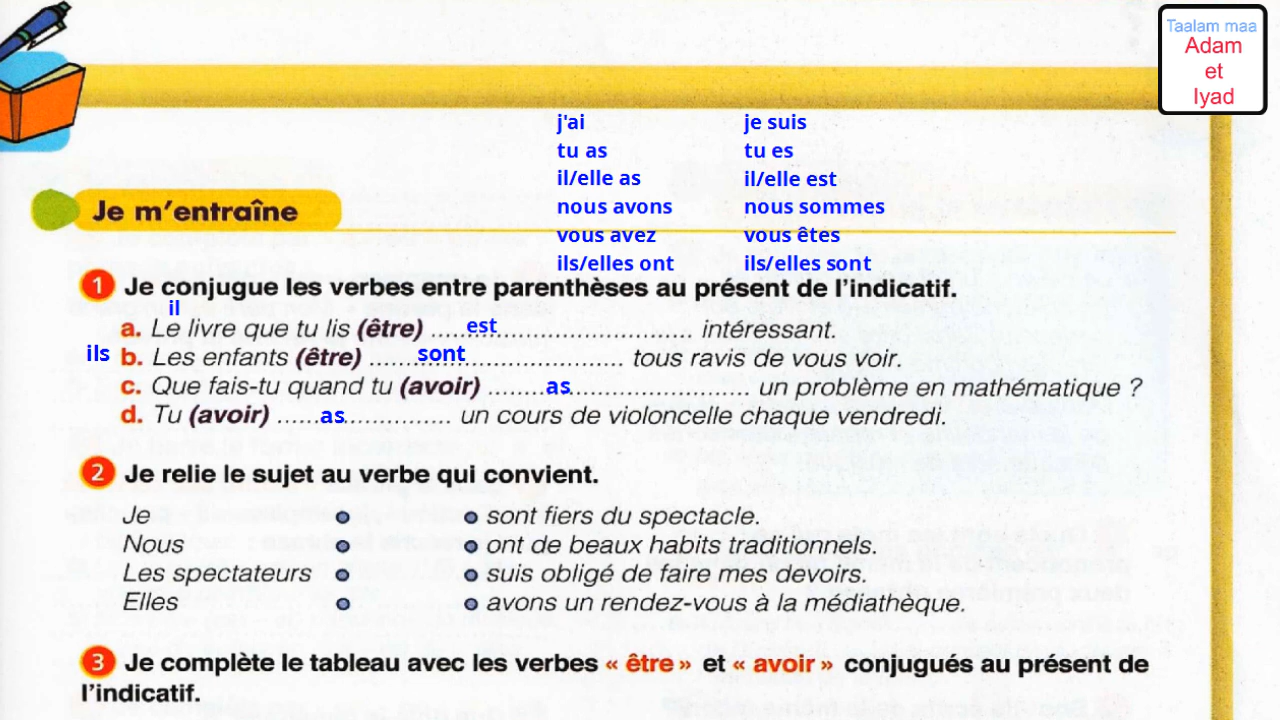 Taalam maa
Adam
et
Iyad
j'ai
tu as
il/elle as
nous avons
vous avez
ils/elles ont
je suis
tu es
il/elle est
nous sommes
vous êtes
ils/elles sont
Je m'entraîne
1 Je conjugue les verbes entre parenthèses au présent de l'indicatif.
il
a. Le livre que tu lis (être) .....est............................. intéressant.
ils b. Les enfants (être) ........sont......................... tous ravis de vous voir.
c. Que fais-tu quand tu (avoir) .........as.......................... un problème en mathématique ?
d. Tu (avoir) .......as............... un cours de violoncelle chaque vendredi.
2 Je relie le sujet au verbe qui convient.
Je sont fiers du spectacle.
Nous ont de beaux habits traditionnels.
Les spectateurs suis obligé de faire mes devoirs.
Elles avons un rendez-vous à la médiathèque.
3 Je complète le tableau avec les verbes « être » et « avoir » conjugués au présent de
l'indicatif.